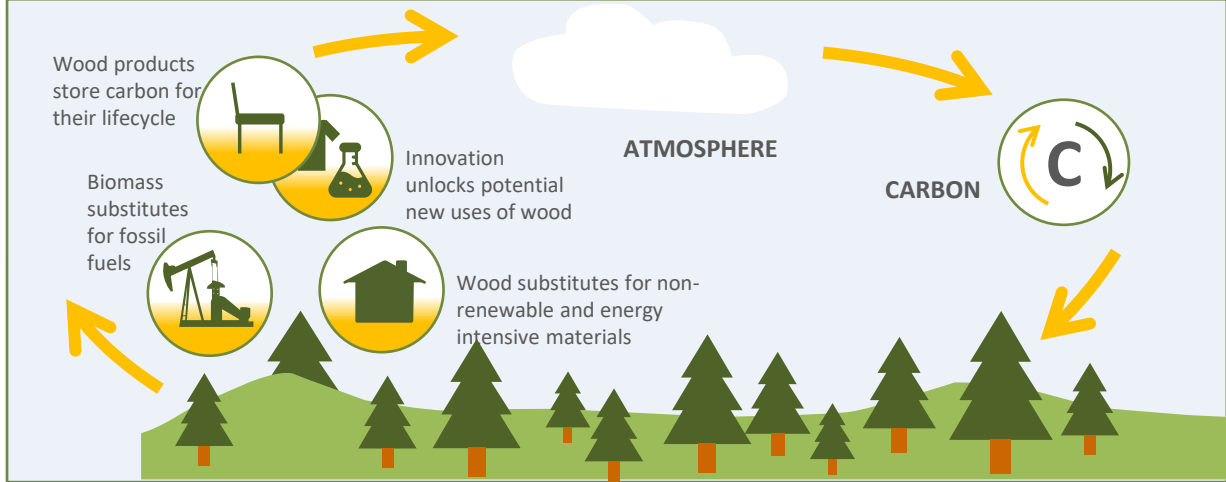 Wood products
store carbon for
their lifecycle
Innovation
unlocks potential
new uses of wood
Biomass
substitutes
for fossil
fuels
Wood substitutes for non-
renewable and energy
intensive materials
ATMOSPHERE
CARBON
C